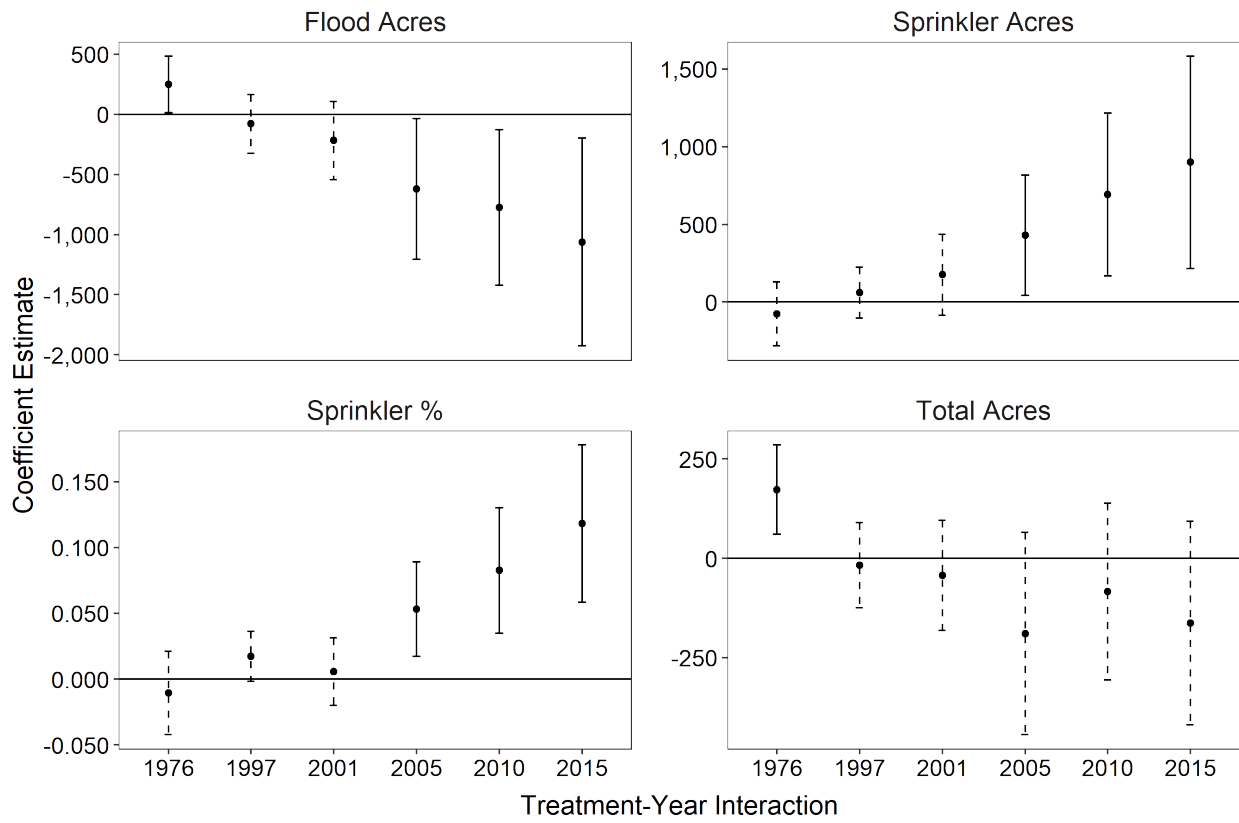 Flood Acres
Sprinkler Acres
500
0
-500
-1,000
-1,500
-2,000
1,500
1,000
500
0
Coefficient Estimate
Sprinkler %
Total Acres
0.150
0.100
0.050
0.000
-0.050
250
0
-250
1976 1997 2001 2005 2010 2015
1976 1997 2001 2005 2010 2015
Treatment-Year Interaction